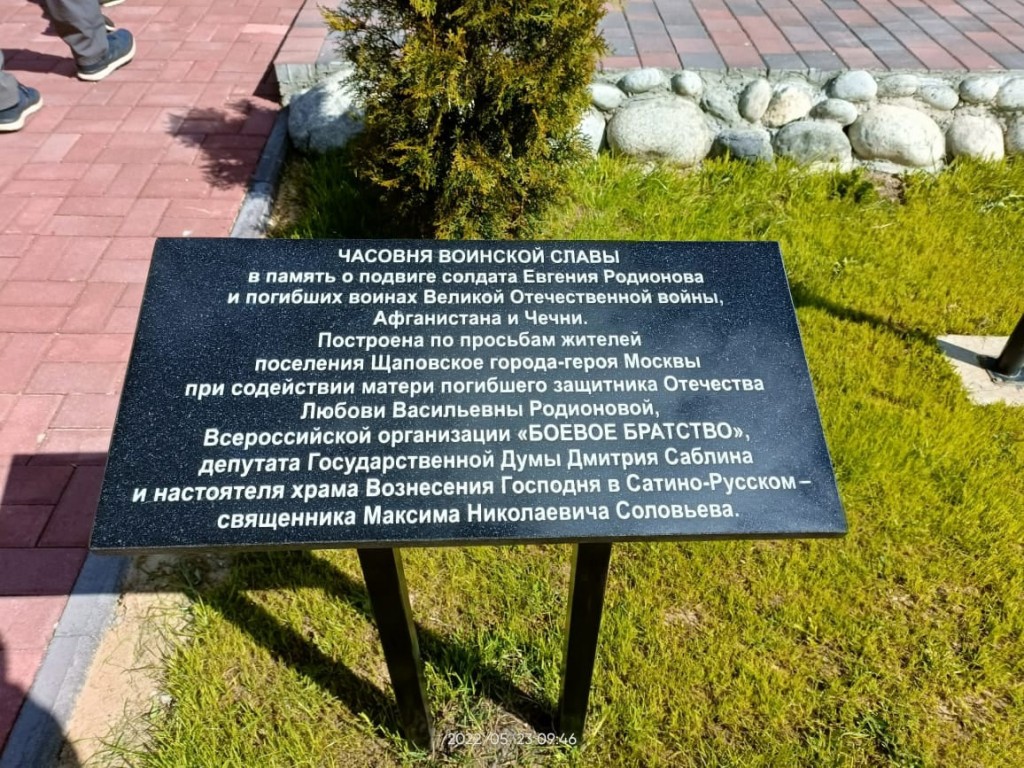 ЧАСОВНЯ ВОИНСКОЙ СЛАВЫ
в память о подвиге солдата Евгения Родионова
и погибших воинах Великой Отечественной войны,
Афганистана и Чечни.
Построена по просьбам жителей
поселения Щаповское города-героя Москвы
при содействии матери погибшего защитника Отечества
Любови Васильевны Родионовой,
Всероссийской организации «БОЕВОЕ БРАТСТВО»,
депутата Государственной Думы Дмитрия Саблина
и настоятеля храма Вознесения Господня в Сатино-Русском –
священника Максима Николаевича Соловьева.
2022/05/23 09:46